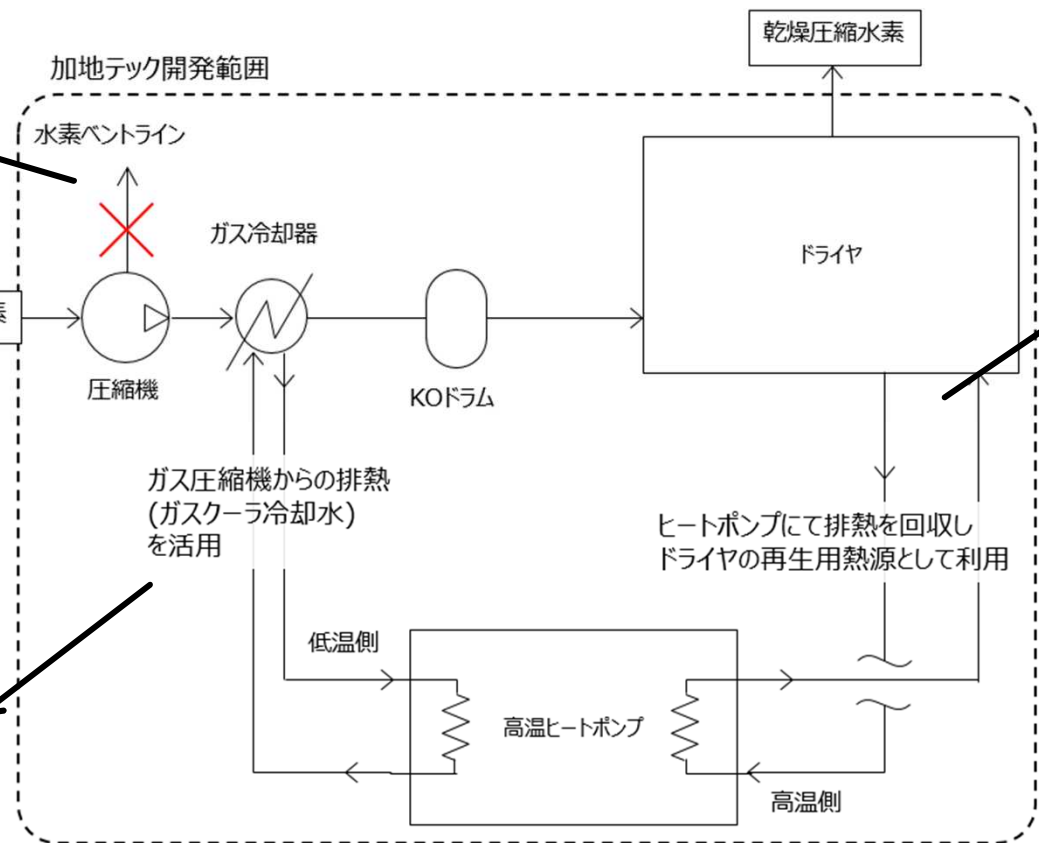 乾燥圧縮水素
加地テック開発範囲
水素ベントライン
ガス冷却器
ドライヤ
素
圧縮機
KOドラム
ガス圧縮機からの排熱
(ガスクーラ冷却水)
を活用
ヒートポンプにて排熱を回収し
ドライヤの再生用熱源として利用
低温側
高温ヒートポンプ
高温側